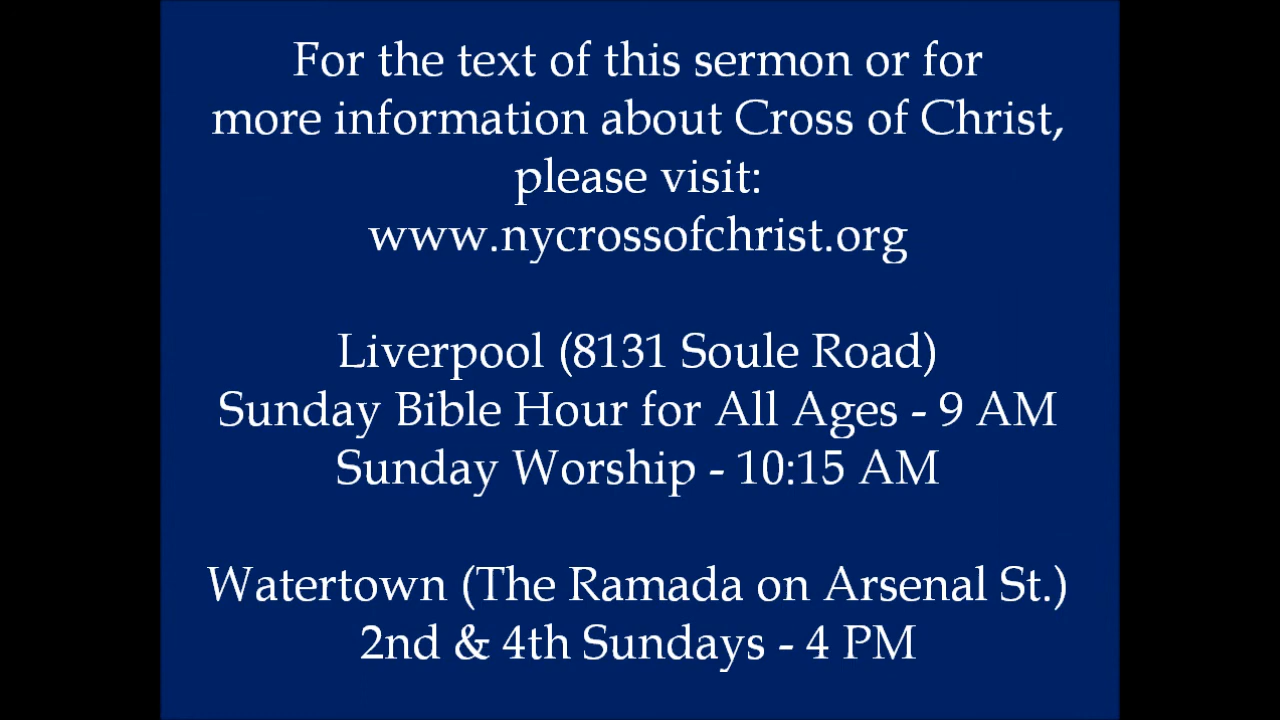 For the text of this sermon or for
more information about Cross of Christ,
please visit:
www.nycrossofchrist.org
Liverpool (8131 Soule Road)
Sunday Bible Hour for All Ages - 9 AM
Sunday Worship - 10:15 AM
Watertown (The Ramada on Arsenal St.)
2nd & 4th Sundays - 4 PM